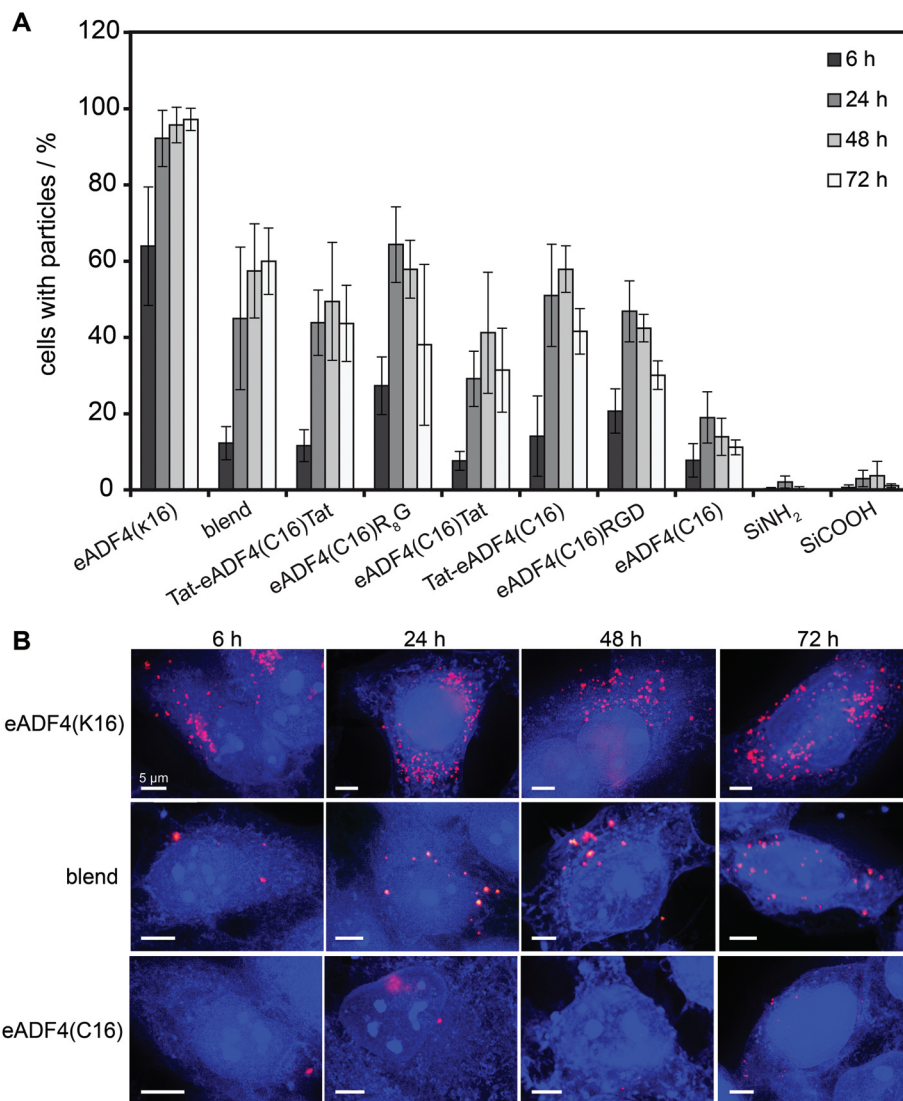 A
120
100
80
60
40
20
0
cells with particles / %
6 h
24 h
48 h
72 h
eADF4(κ16)
blend
Tat-eADF4(C16)Tat
eADF4(C16)R₈G
eADF4(C16)Tat
Tat-eADF4(C16)
eADF4(C16)RGD
eADF4(C16)
SiNH₂
SiCOOH
B
6 h 24 h 48 h 72 h
eADF4(K16)
5 µm
blend
eADF4(C16)